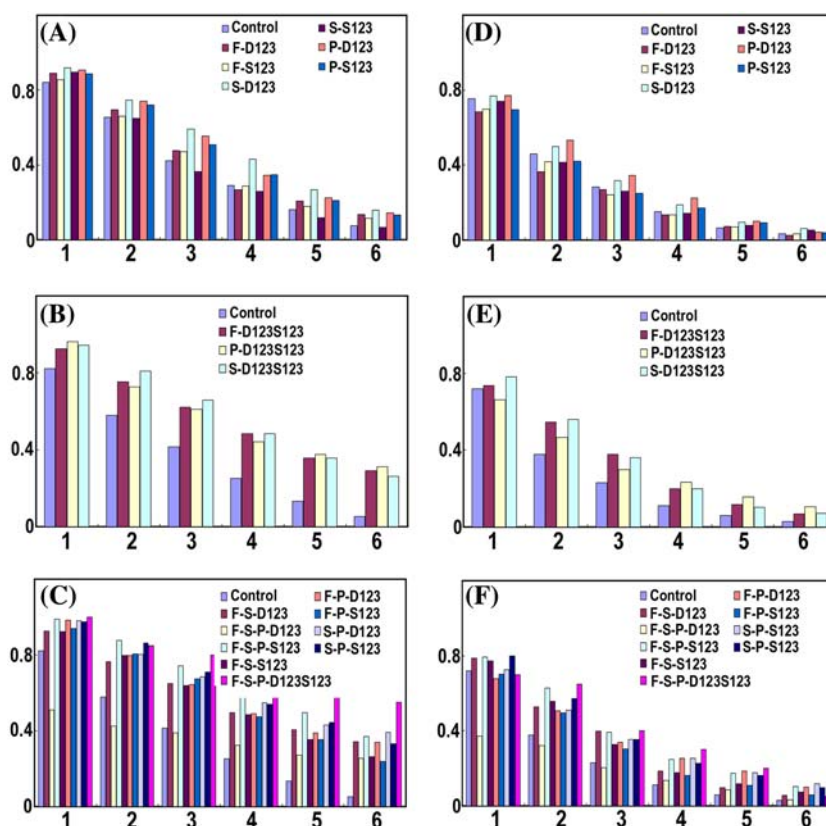 (A)
Control
F-D123
F-S123
S-D123
S-S123
P-D123
P-S123
0.8
0.4
0
1 2 3 4 5 6
(D)
Control
F-D123
F-S123
S-D123
S-S123
P-D123
P-S123
0.8
0.4
0
1 2 3 4 5 6
(B)
Control
F-D123S123
P-D123S123
S-D123S123
0.8
0.4
0
1 2 3 4 5 6
(E)
Control
F-D123S123
P-D123S123
S-D123S123
0.8
0.4
0
1 2 3 4 5 6
(C)
Control
F-S-D123
F-S-P-D123
F-S-P-S123
F-S-S123
F-S-P-D123S123
F-P-D123
F-P-S123
S-P-D123
S-P-S123
0.8
0.4
0
1 2 3 4 5 6
(F)
Control
F-S-D123
F-S-P-D123
F-S-P-S123
F-S-S123
F-S-P-D123S123
F-P-D123
F-P-S123
S-P-S123
S-P-S123
0.8
0.4
0
1 2 3 4 5 6